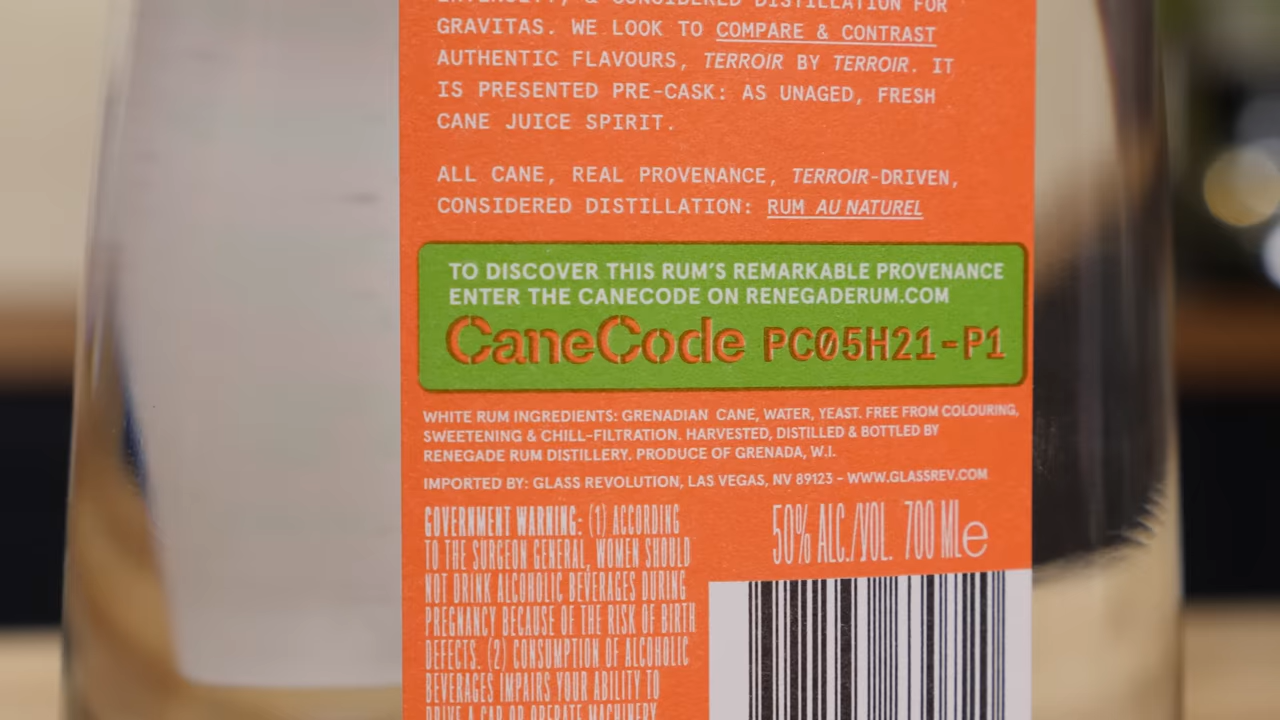 INTENSITY, & CONSIDERED DISTILLATION FOR
GRAVITAS. WE LOOK TO COMPARE & CONTRAST
AUTHENTIC FLAVOURS, TERROIR BY TERROIR. IT
IS PRESENTED PRE-CASK: AS UNAGED, FRESH
CANE JUICE SPIRIT.
ALL CANE, REAL PROVENANCE, TERROIR-DRIVEN,
CONSIDERED DISTILLATION: RUM AU NATUREL
TO DISCOVER THIS RUM'S REMARKABLE PROVENANCE
ENTER THE CANECODE ON RENEGADERUM.COM
CaneCode PC05H21-P1
WHITE RUM INGREDIENTS: GRENADIAN CANE, WATER, YEAST. FREE FROM COLOURING,
SWEETENING & CHILL-FILTRATION. HARVESTED, DISTILLED & BOTTLED BY
RENEGADE RUM DISTILLERY. PRODUCE OF GRENADA, W.I.
IMPORTED BY: GLASS REVOLUTION, LAS VEGAS, NV 89123 - WWW.GLASSREV.COM
GOVERNMENT WARNING: (1) ACCORDING
TO THE SURGEON GENERAL, WOMEN SHOULD
NOT DRINK ALCOHOLIC BEVERAGES DURING
PREGNANCY BECAUSE OF THE RISK OF BIRTH
DEFECTS. (2) CONSUMPTION OF ALCOHOLIC
BEVERAGES IMPAIRS YOUR ABILITY TO
DRIVE A CAR OR OPERATE MACHINERY
50% ALC./VOL. 700 MLe